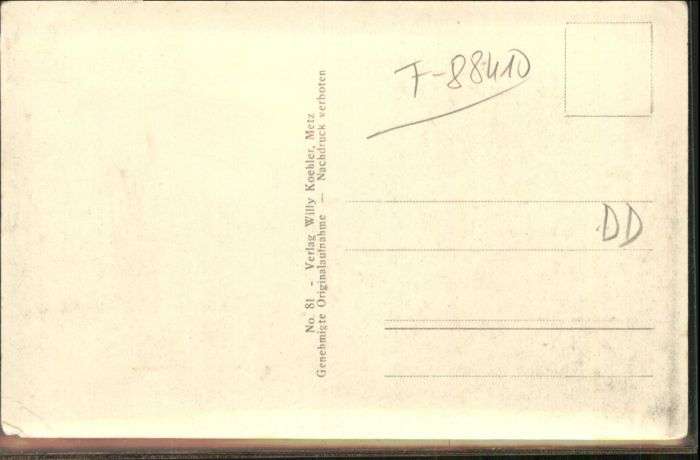 No. 81 - Verlag Willy Koehler, Metz
Genehmigte Originalaufnahme — Nachdruck verboten
F-88410
DD